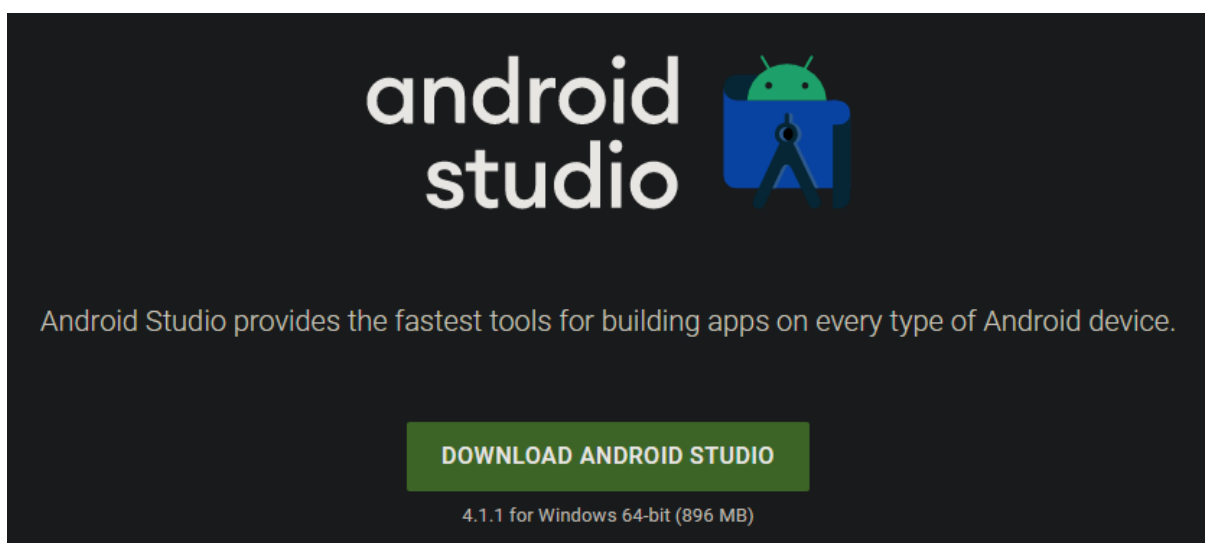 android
studio
Android Studio provides the fastest tools for building apps on every type of Android device.
DOWNLOAD ANDROID STUDIO
4.1.1 for Windows 64-bit (896 MB)